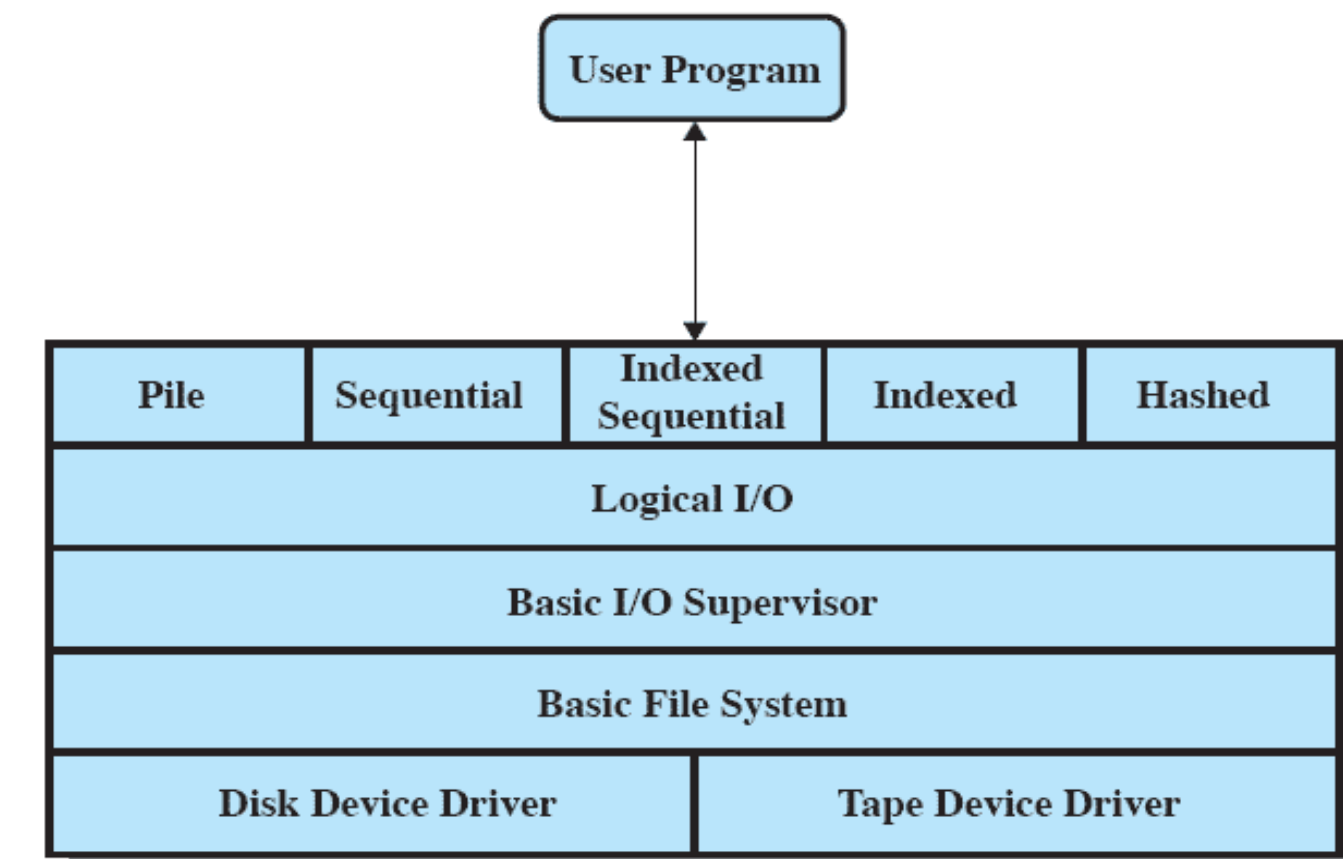 User Program
Pile
Sequential
Indexed
Sequential
Indexed
Hashed
Logical I/O
Basic I/O Supervisor
Basic File System
Disk Device Driver
Tape Device Driver